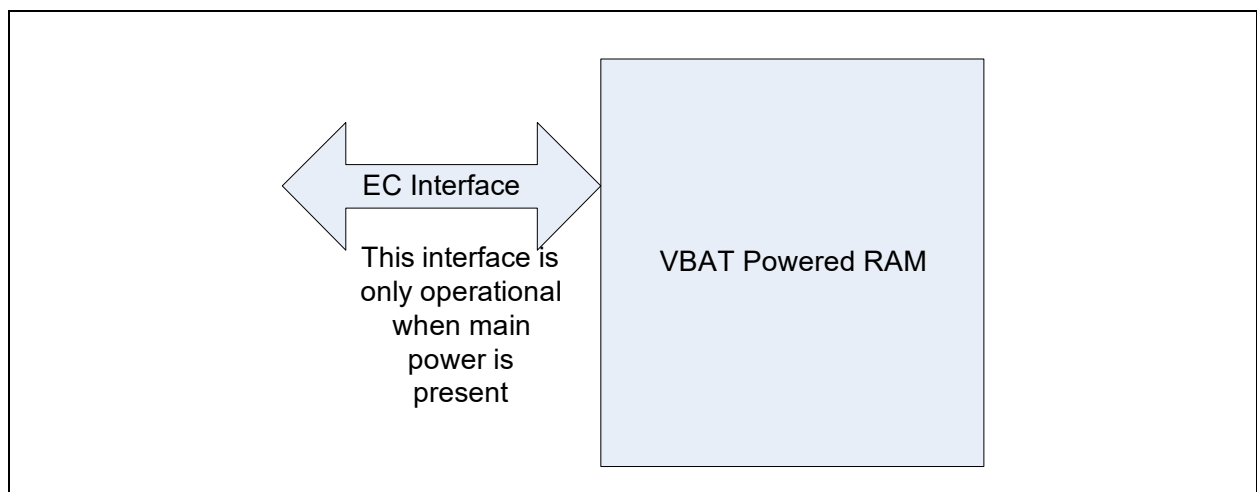 EC Interface
This interface is
only operational
when main
power is
present
VBAT Powered RAM